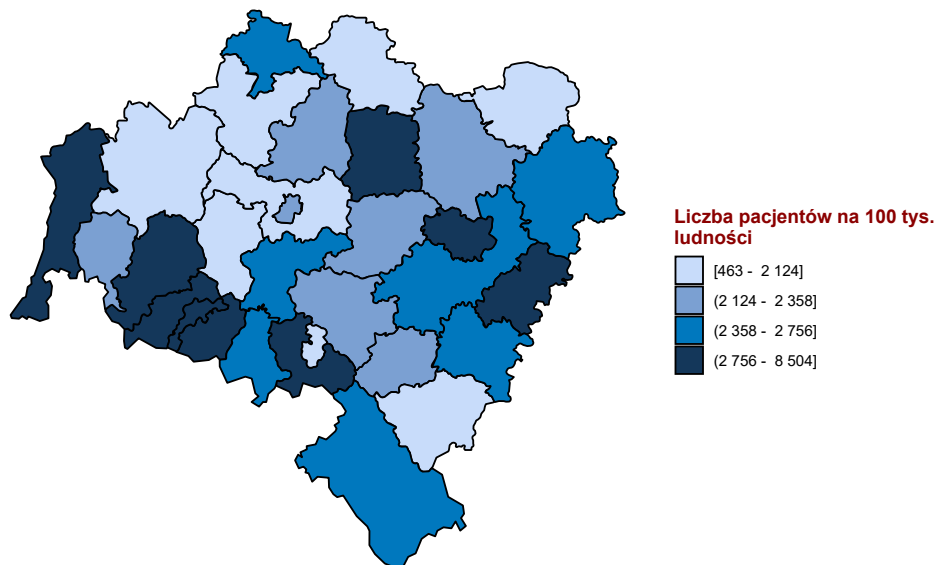 Liczba pacjentów na 100 tys.
ludności
[463 - 2 124]
(2 124 - 2 358]
(2 358 - 2 756]
(2 756 - 8 504]